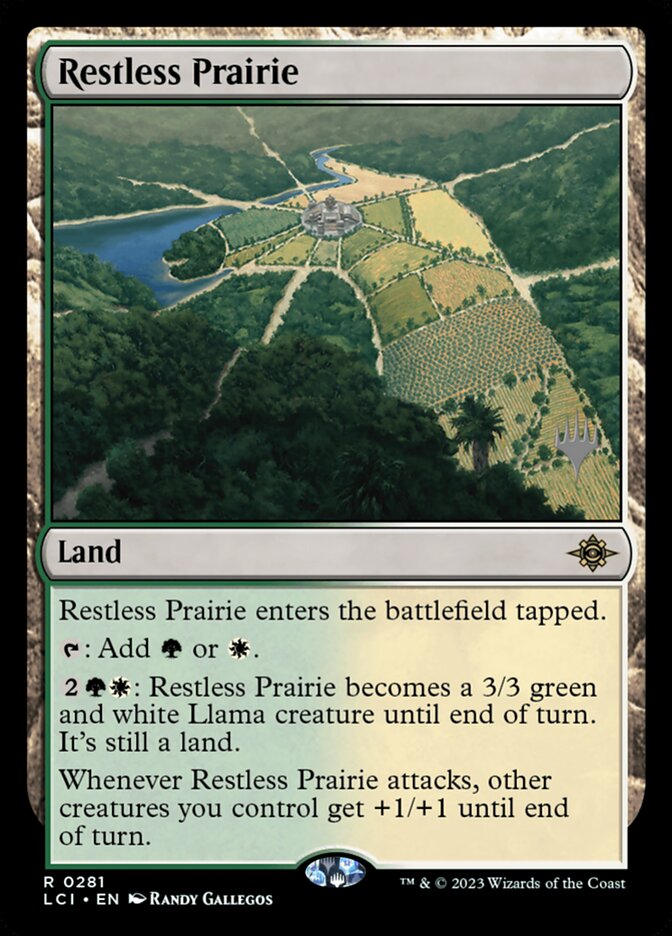 Restless Prairie
Land
Restless Prairie enters the battlefield tapped.
: Add or .
2 : Restless Prairie becomes a 3/3 green
and white Llama creature until end of turn.
It's still a land.
Whenever Restless Prairie attacks, other
creatures you control get +1/+1 until end
of turn.
R 0281
LCI • EN Randy Gallegos
™ & © 2023 Wizards of the Coast